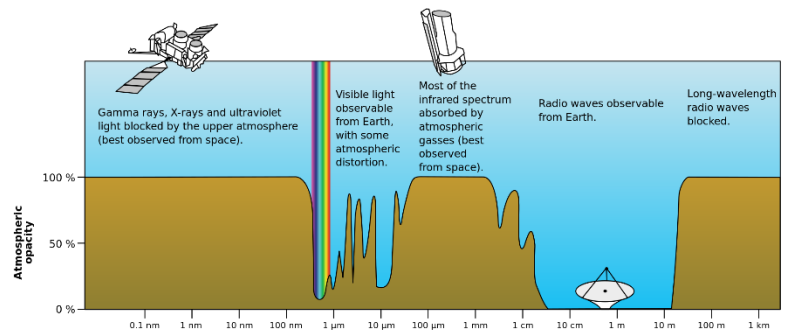 Gamma rays, X-rays and ultraviolet
light blocked by the upper atmosphere
(best observed from space).
Visible light
observable
from Earth,
with some
atmospheric
distortion.
Most of the
infrared spectrum
absorbed by
atmospheric
gasses (best
observed
from space).
Radio waves observable
from Earth.
Long-wavelength
radio waves
blocked.
Atmospheric
opacity
100 %
50 %
0 %
0.1 nm
1 nm
10 nm
100 nm
1 µm
10 µm
100 µm
1 mm
1 cm
10 cm
1 m
10 m
100 m
1 km